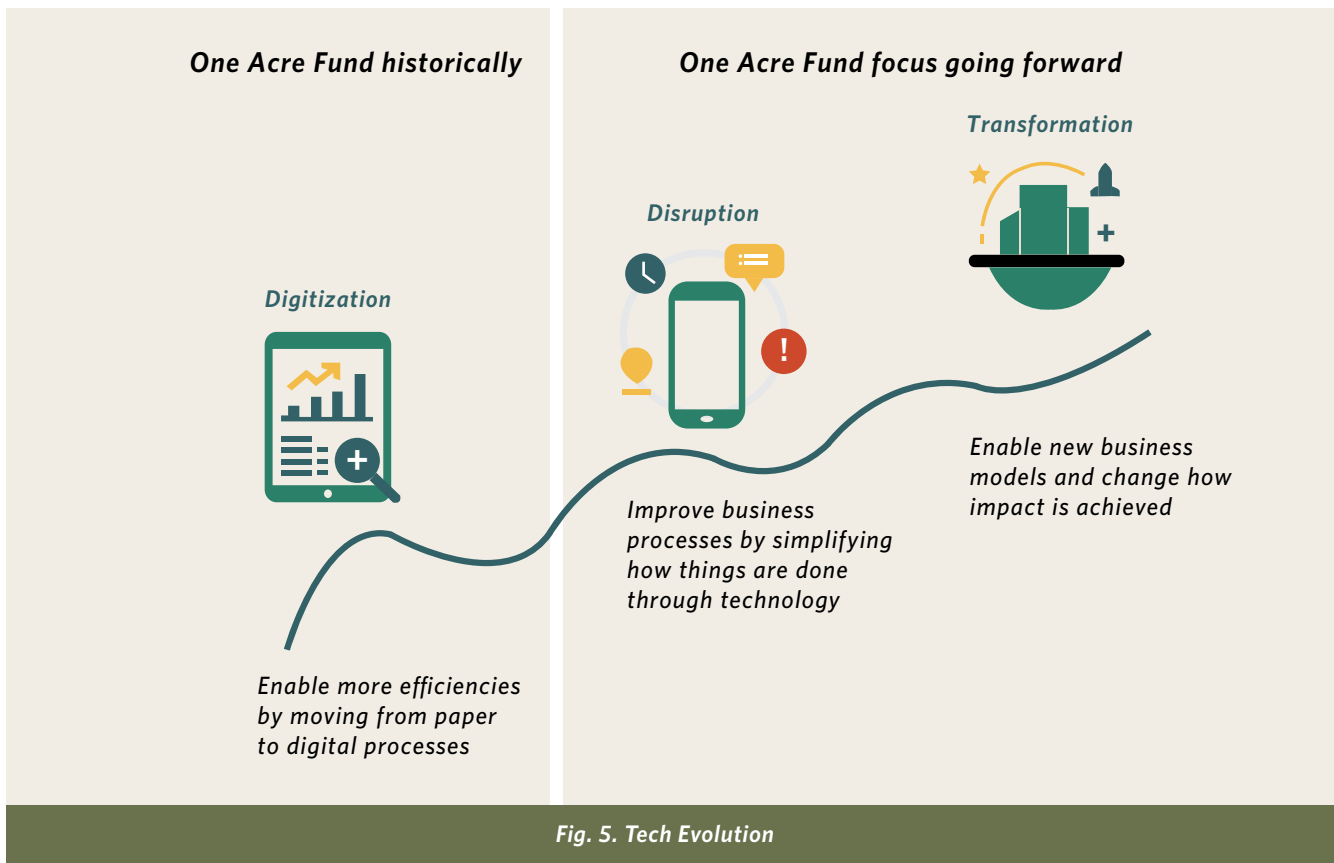 One Acre Fund historically
Digitization
Enable more efficiencies
by moving from paper
to digital processes
One Acre Fund focus going forward
Disruption
Improve business
processes by simplifying
how things are done
through technology
Transformation
Enable new business
models and change how
impact is achieved
Fig. 5. Tech Evolution